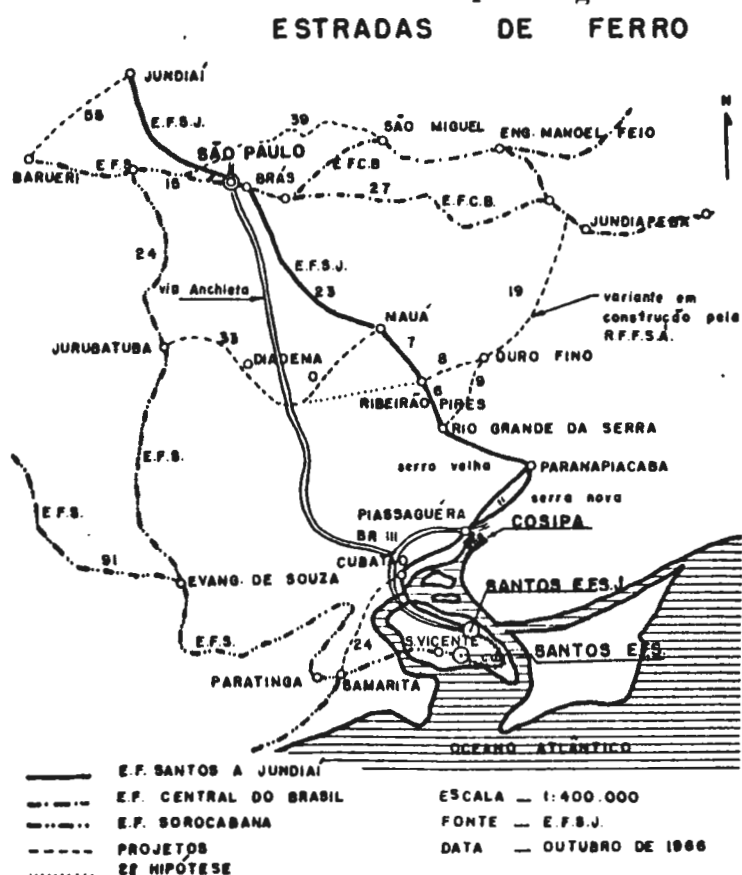 ESTRADAS DE FERRO
JUNDIAÍ
55
E.F.S.J.
39
SÃO MIGUEL
ENG. MANOEL FEIO
N
SÃO PAULO
BARUERI
E.F.S.
16
BRÁS
E.F.C.B
27
E.F.C.B.
JUNDIAPEBA
24
E.F.S.J.
via Anchieta
23
19
variante em
construção pela
R.F.F.S.A.
MAUÁ
7
JURUBATUBA
33
DIADEMA
8
OURO FINO
9
6
RIBEIRÃO PIRES
RIO GRANDE DA SERRA
E.F.S.
serra velha
PARANAPIACABA
11
serra nova
E.F.S.
PIASSAGUÉRA
COSIPA
BR III
CUBATÃO
91
EVANG. DE SOUZA
SANTOS E.F.S.J.
E.F.S.
24
S. VICENTE
SANTOS E.F.S.
PARATINGA
SAMARITA
OCEANO ATLÂNTICO
E.F. SANTOS A JUNDIAÍ
E.F. CENTRAL DO BRASIL
ESCALA — 1:400.000
E.F. SOROCABANA
FONTE — E.F.S.J.
PROJETOS
DATA — OUTUBRO DE 1966
2ª HIPÓTESE